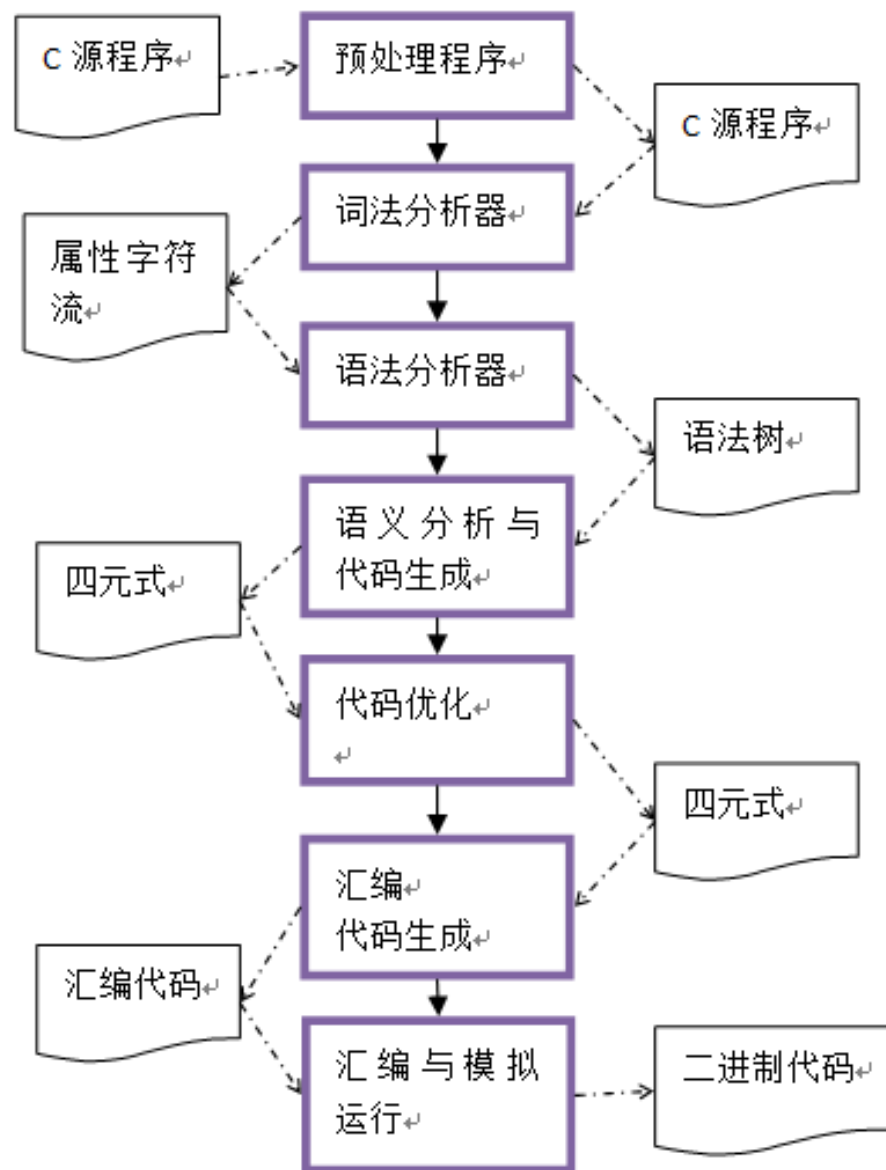 C 源程序↵
预处理程序↵
C 源程序↵
词法分析器↵
属性字符
流↵
语法分析器↵
语法树↵
语义分析与
代码生成↵
四元式↵
代码优化↵
↵
四元式↵
汇编↵
代码生成↵
汇编代码↵
汇编与模拟
运行↵
二进制代码↵